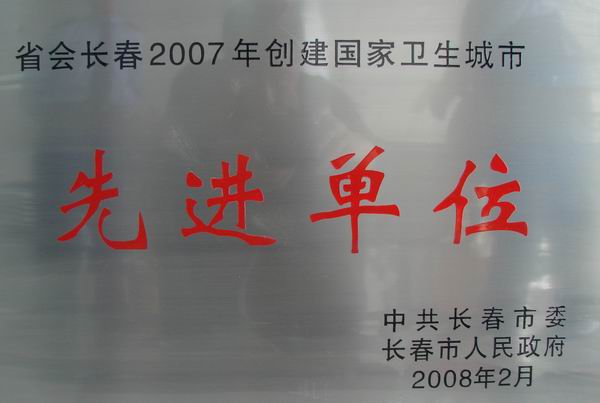 省会长春2007年创建国家卫生城市
先进单位
中共长春市委
长春市人民政府
2008年2月